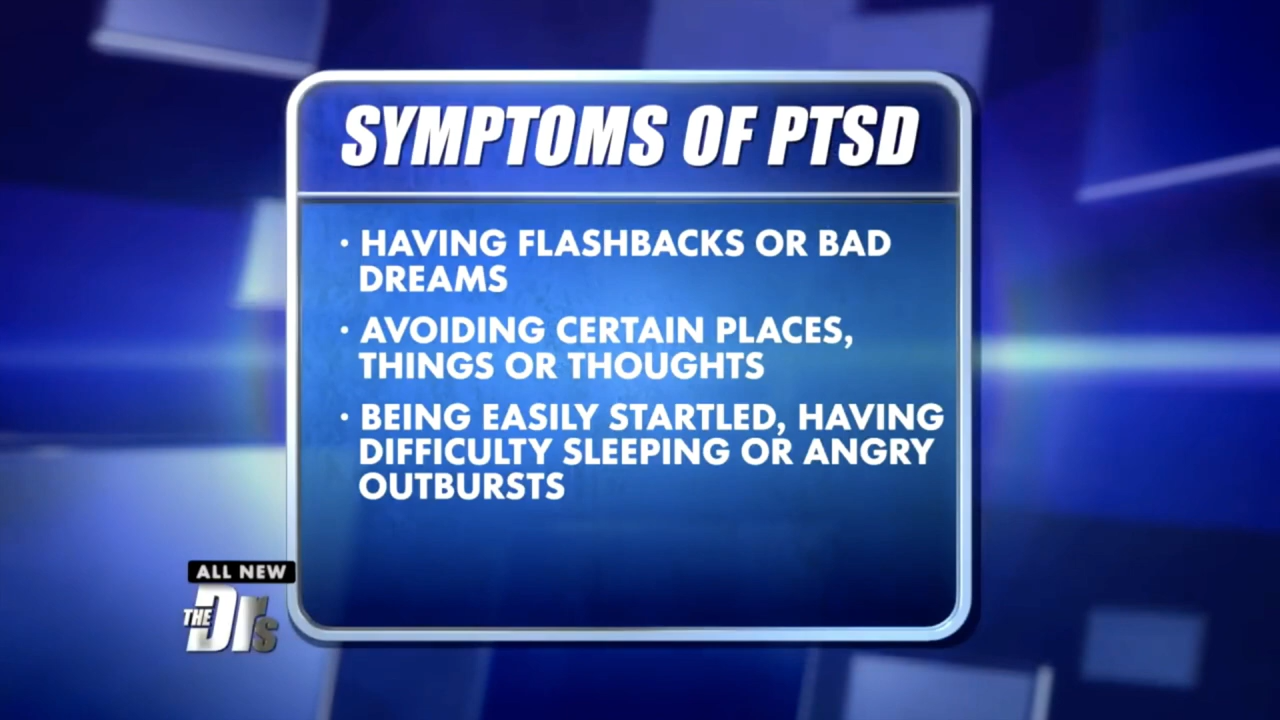 SYMPTOMS OF PTSD
• HAVING FLASHBACKS OR BAD
DREAMS
• AVOIDING CERTAIN PLACES,
THINGS OR THOUGHTS
• BEING EASILY STARTLED, HAVING
DIFFICULTY SLEEPING OR ANGRY
OUTBURSTS
ALL NEW
THE Drs